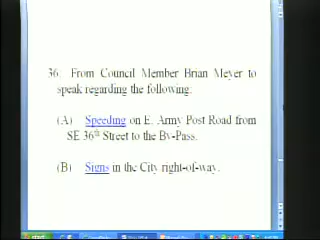 36. From Council Member Brian Meyer to
speak regarding the following:
(A) Speeding on E. Army Post Road from
SE 36th Street to the By-Pass.
(B) Signs in the City right-of-way.
start